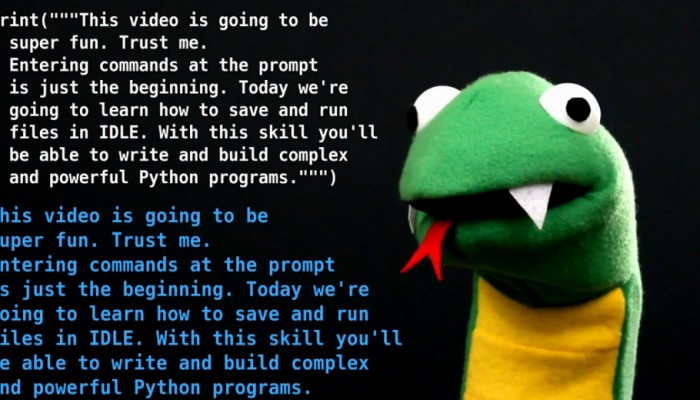 rint("""This video is going to be
super fun. Trust me.
Entering commands at the prompt
is just the beginning. Today we're
going to learn how to save and run
files in IDLE. With this skill you'll
be able to write and build complex
and powerful Python programs.""")
his video is going to be
uper fun. Trust me.
ntering commands at the prompt
s just the beginning. Today we're
oing to learn how to save and run
iles in IDLE. With this skill you'll
e able to write and build complex
nd powerful Python programs.